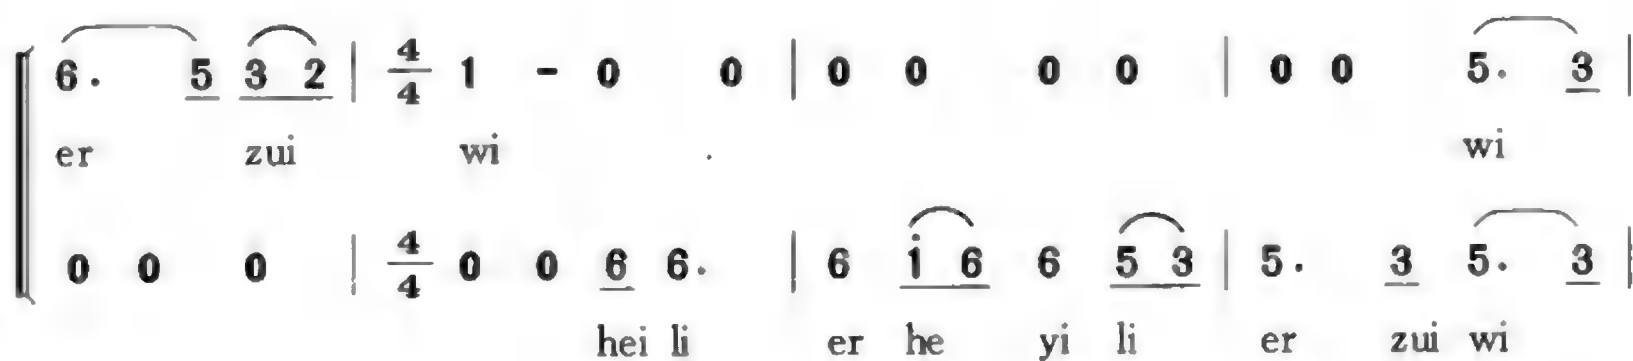 6. 5 3 2 | 4/4 1 - 0 0 | 0 0 0 0 | 0 0 5. 3 |
er zui wi wi
0 0 0 | 4/4 0 0 6 6. | 6 i 6 6 5 3 | 5. 3 5. 3 |
hei li er he yi li er zui wi